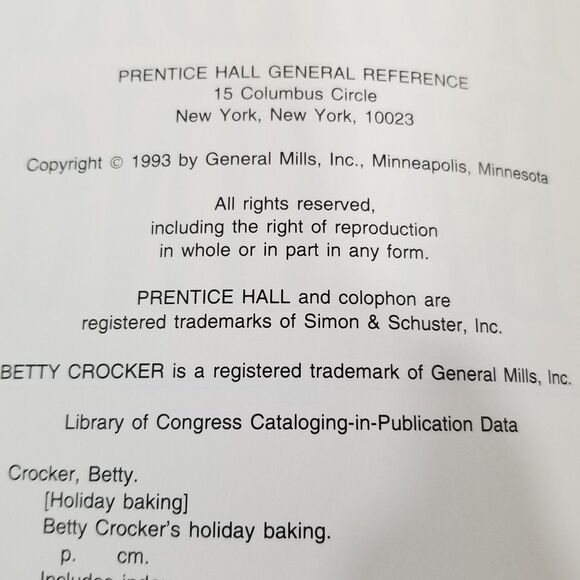 PRENTICE HALL GENERAL REFERENCE
15 Columbus Circle
New York, New York, 10023
Copyright © 1993 by General Mills, Inc., Minneapolis, Minnesota
All rights reserved,
including the right of reproduction
in whole or in part in any form.
PRENTICE HALL and colophon are
registered trademarks of Simon & Schuster, Inc.
BETTY CROCKER is a registered trademark of General Mills, Inc.
Library of Congress Cataloging-in-Publication Data
Crocker, Betty.
[Holiday baking]
Betty Crocker's holiday baking.
p. cm.
Includes index